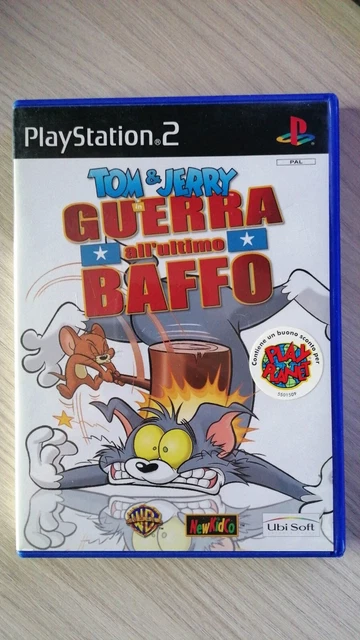 PlayStation®2
PAL
TOM & JERRY
in
GUERRA
all'ultimo
BAFFO
Contiene un buono sconto per
PLAY
PLANET
WB
NewKidCo
Ubi Soft